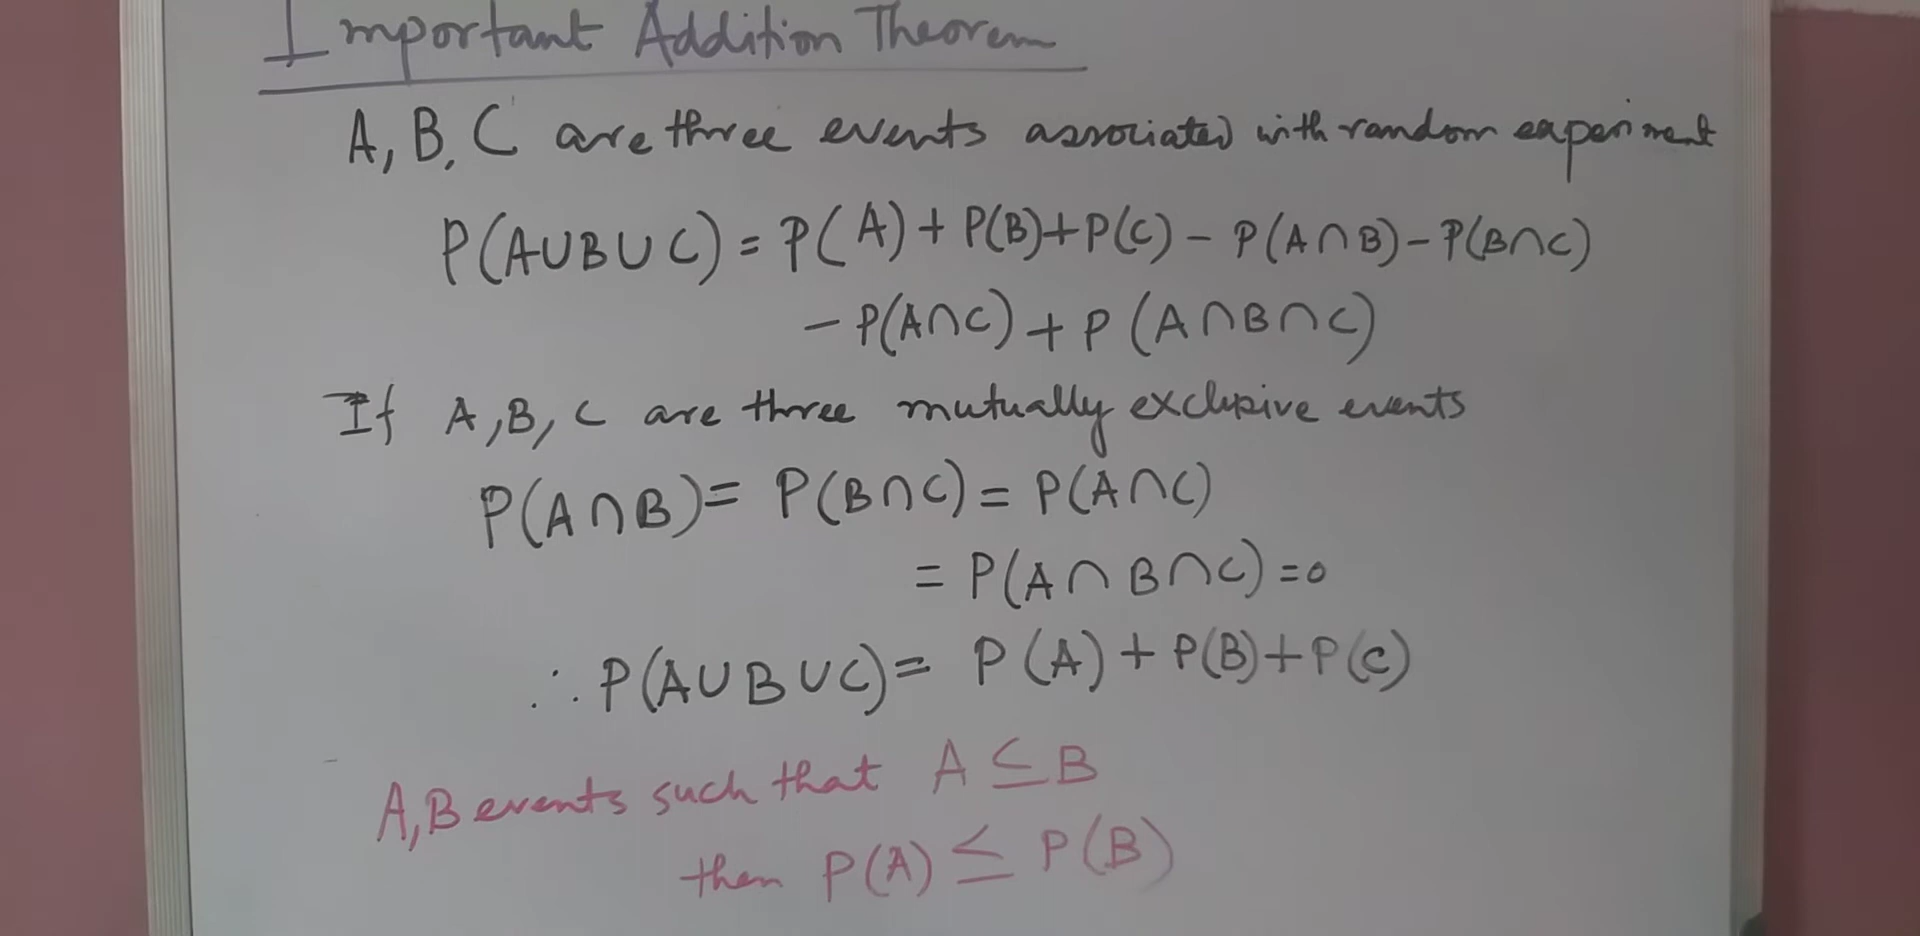 Important Addition Theorem
A, B, C are three events associated with random experiment
P(A∪B∪C) = P(A) + P(B) + P(C) - P(A∩B) - P(B∩C)
- P(A∩C) + P(A∩B∩C)
If A, B, C are three mutually exclusive events
P(A∩B) = P(B∩C) = P(A∩C)
= P(A∩B∩C) = 0
∴ P(A∪B∪C) = P(A) + P(B) + P(C)
A, B events such that A ⊆ B
then P(A) ≤ P(B)